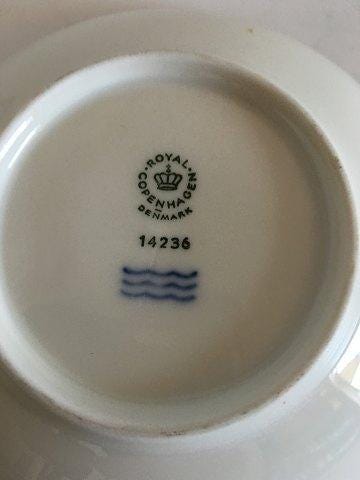 ROYAL
COPENHAGEN
DENMARK
14236